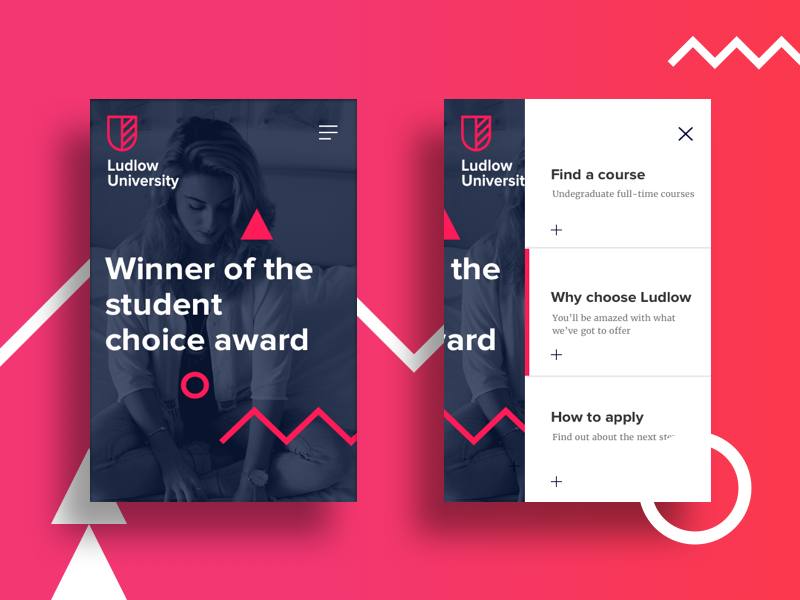 Ludlow
University
Winner of the
student
choice award
Ludlow
Universit
the
ard
Find a course
Undegraduate full-time courses
Why choose Ludlow
You'll be amazed with what
we've got to offer
How to apply
Find out about the next